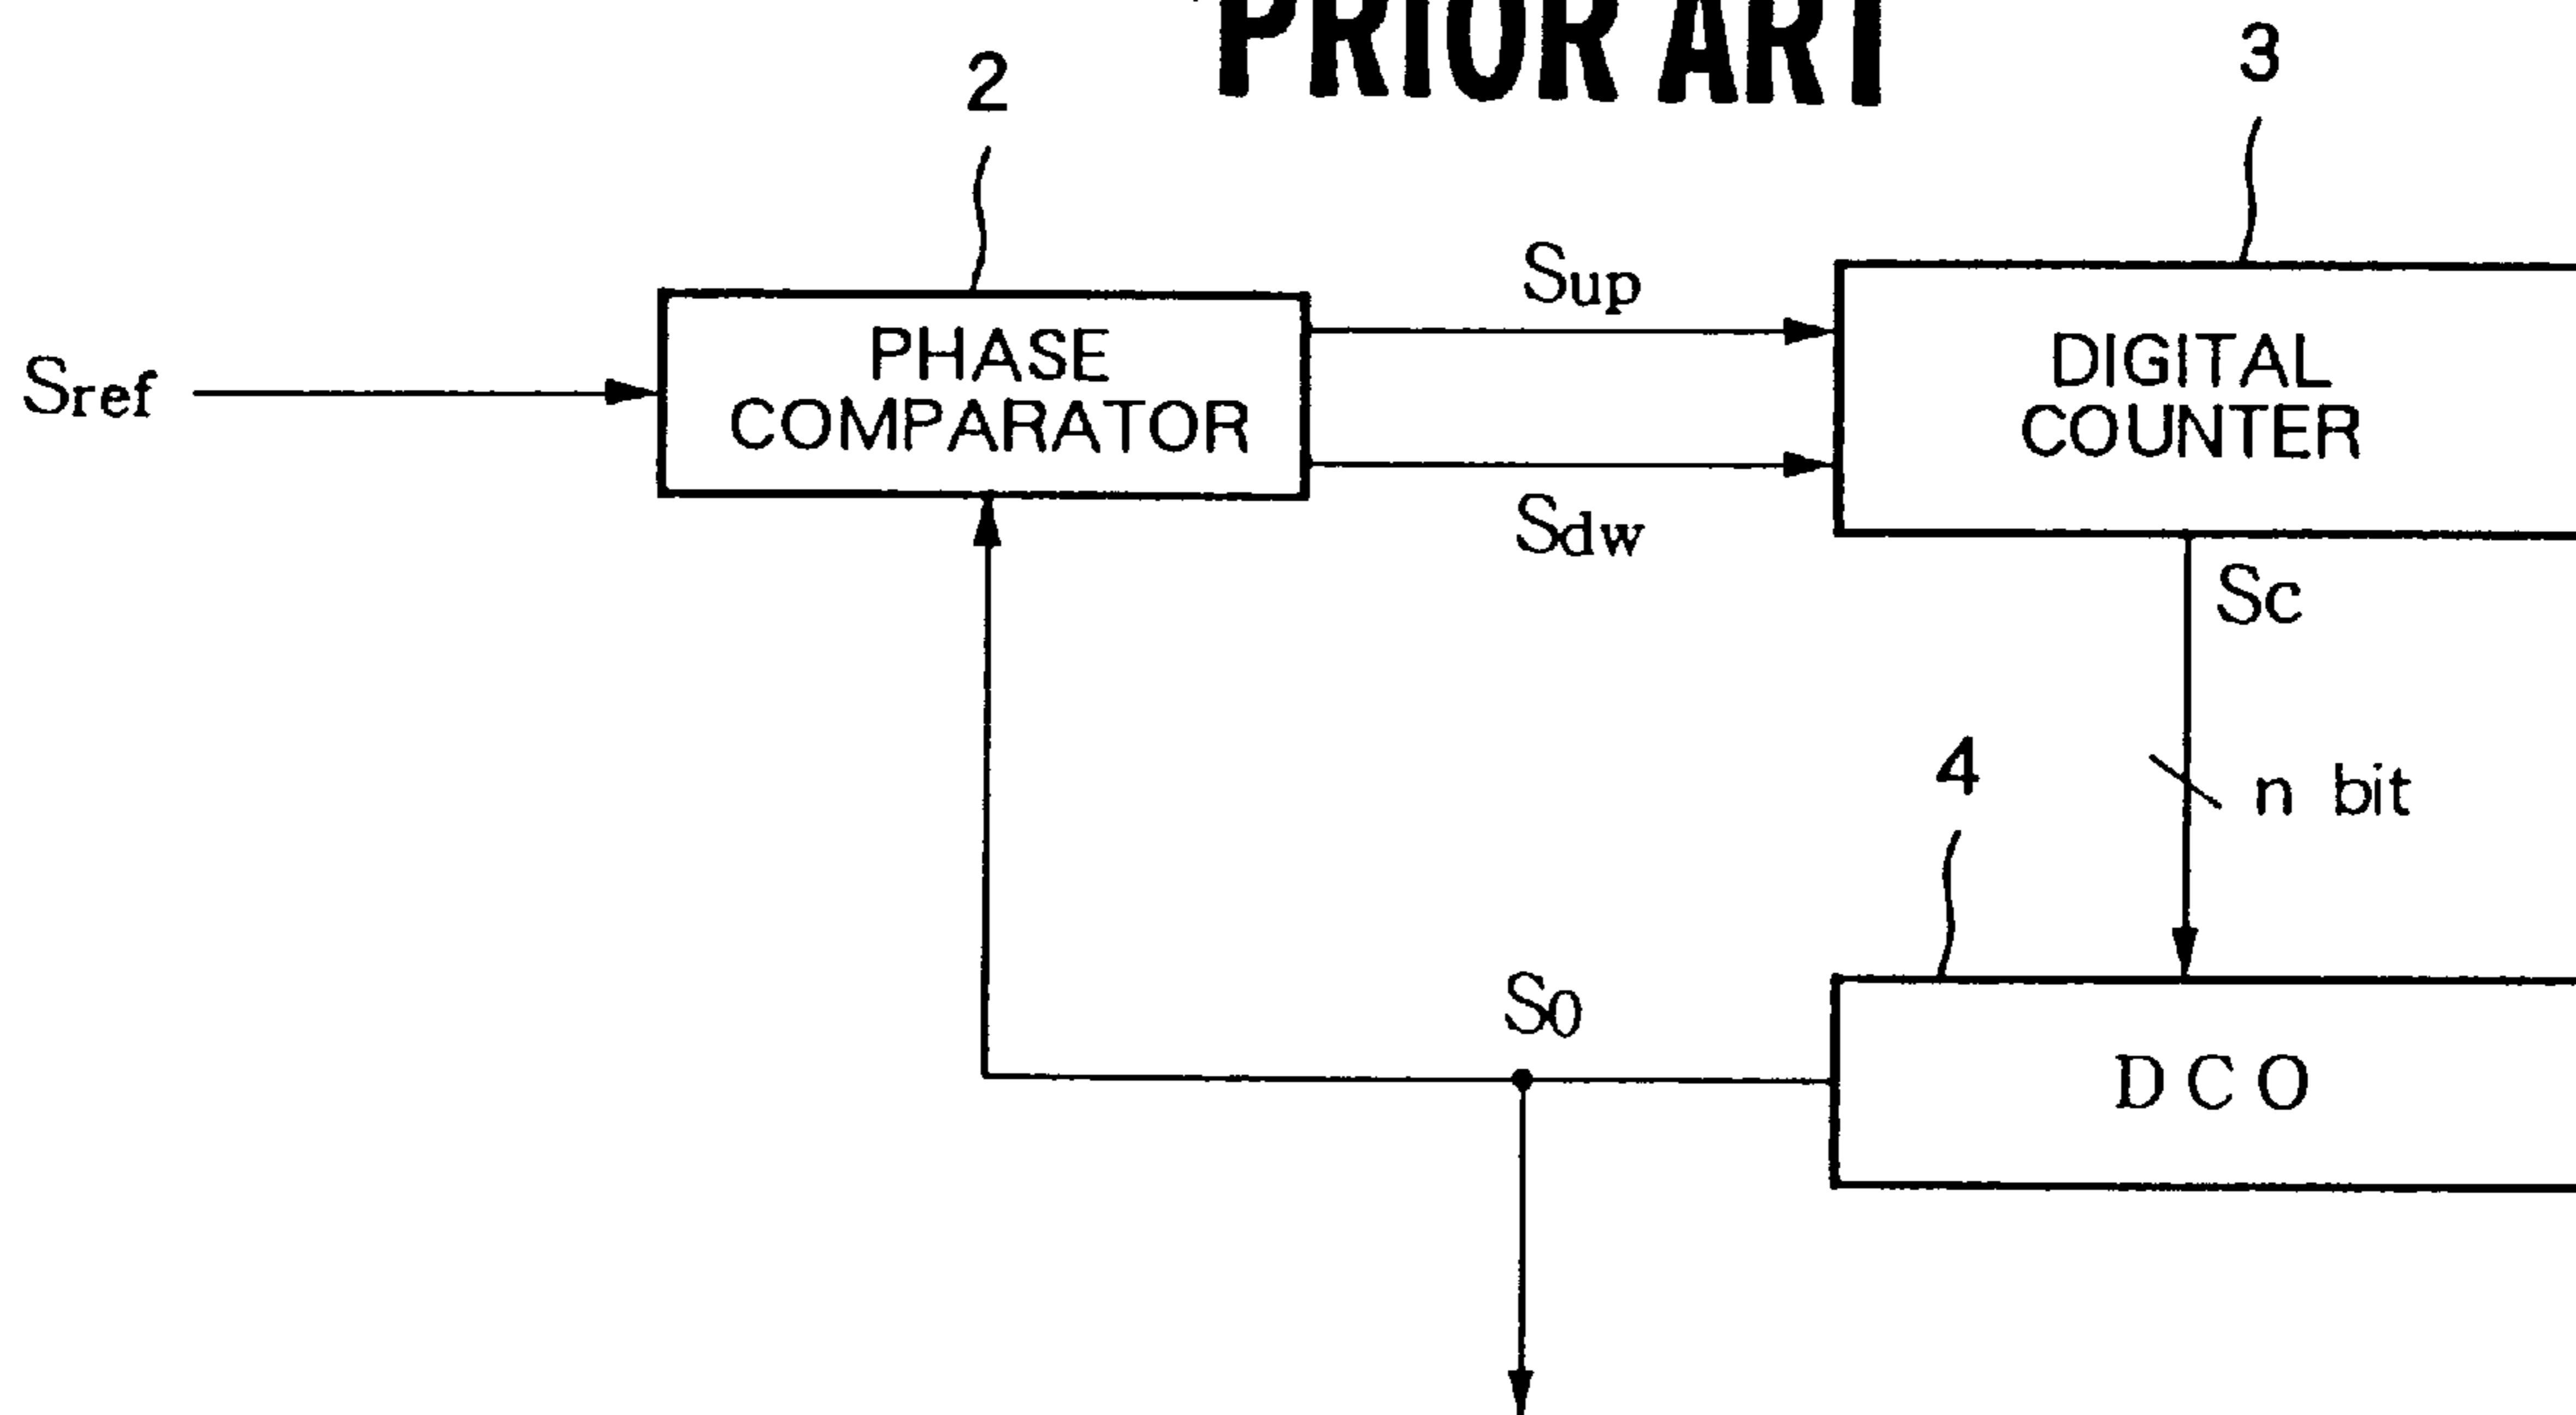 PRIOR ART
2
3
Sup
Sref
PHASE
COMPARATOR
DIGITAL
COUNTER
Sdw
Sc
4
n bit
S0
DCO